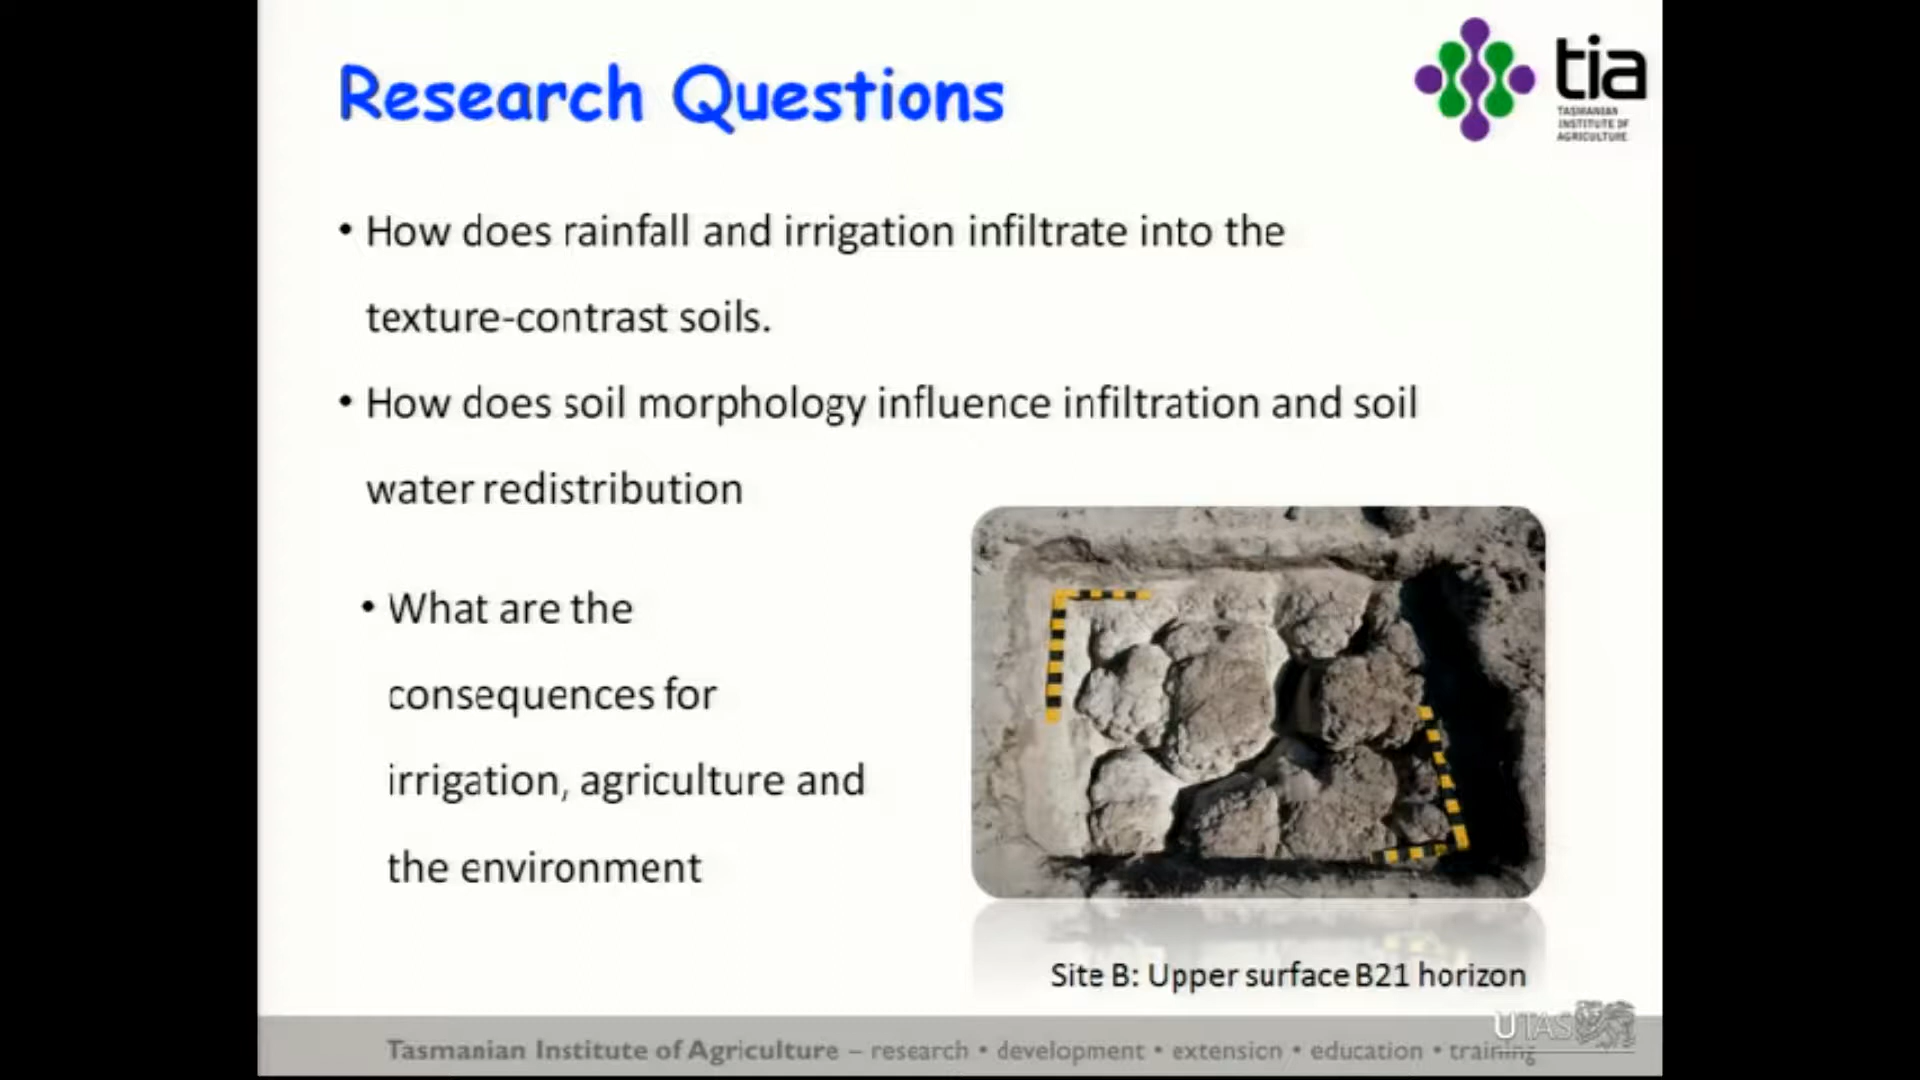 Research Questions
tia
TASMANIAN
INSTITUTE OF
AGRICULTURE
• How does rainfall and irrigation infiltrate into the
texture-contrast soils.
• How does soil morphology influence infiltration and soil
water redistribution
• What are the
consequences for
irrigation, agriculture and
the environment
Site B: Upper surface B21 horizon
UTAS
Tasmanian Institute of Agriculture – research • development • extension • education • training